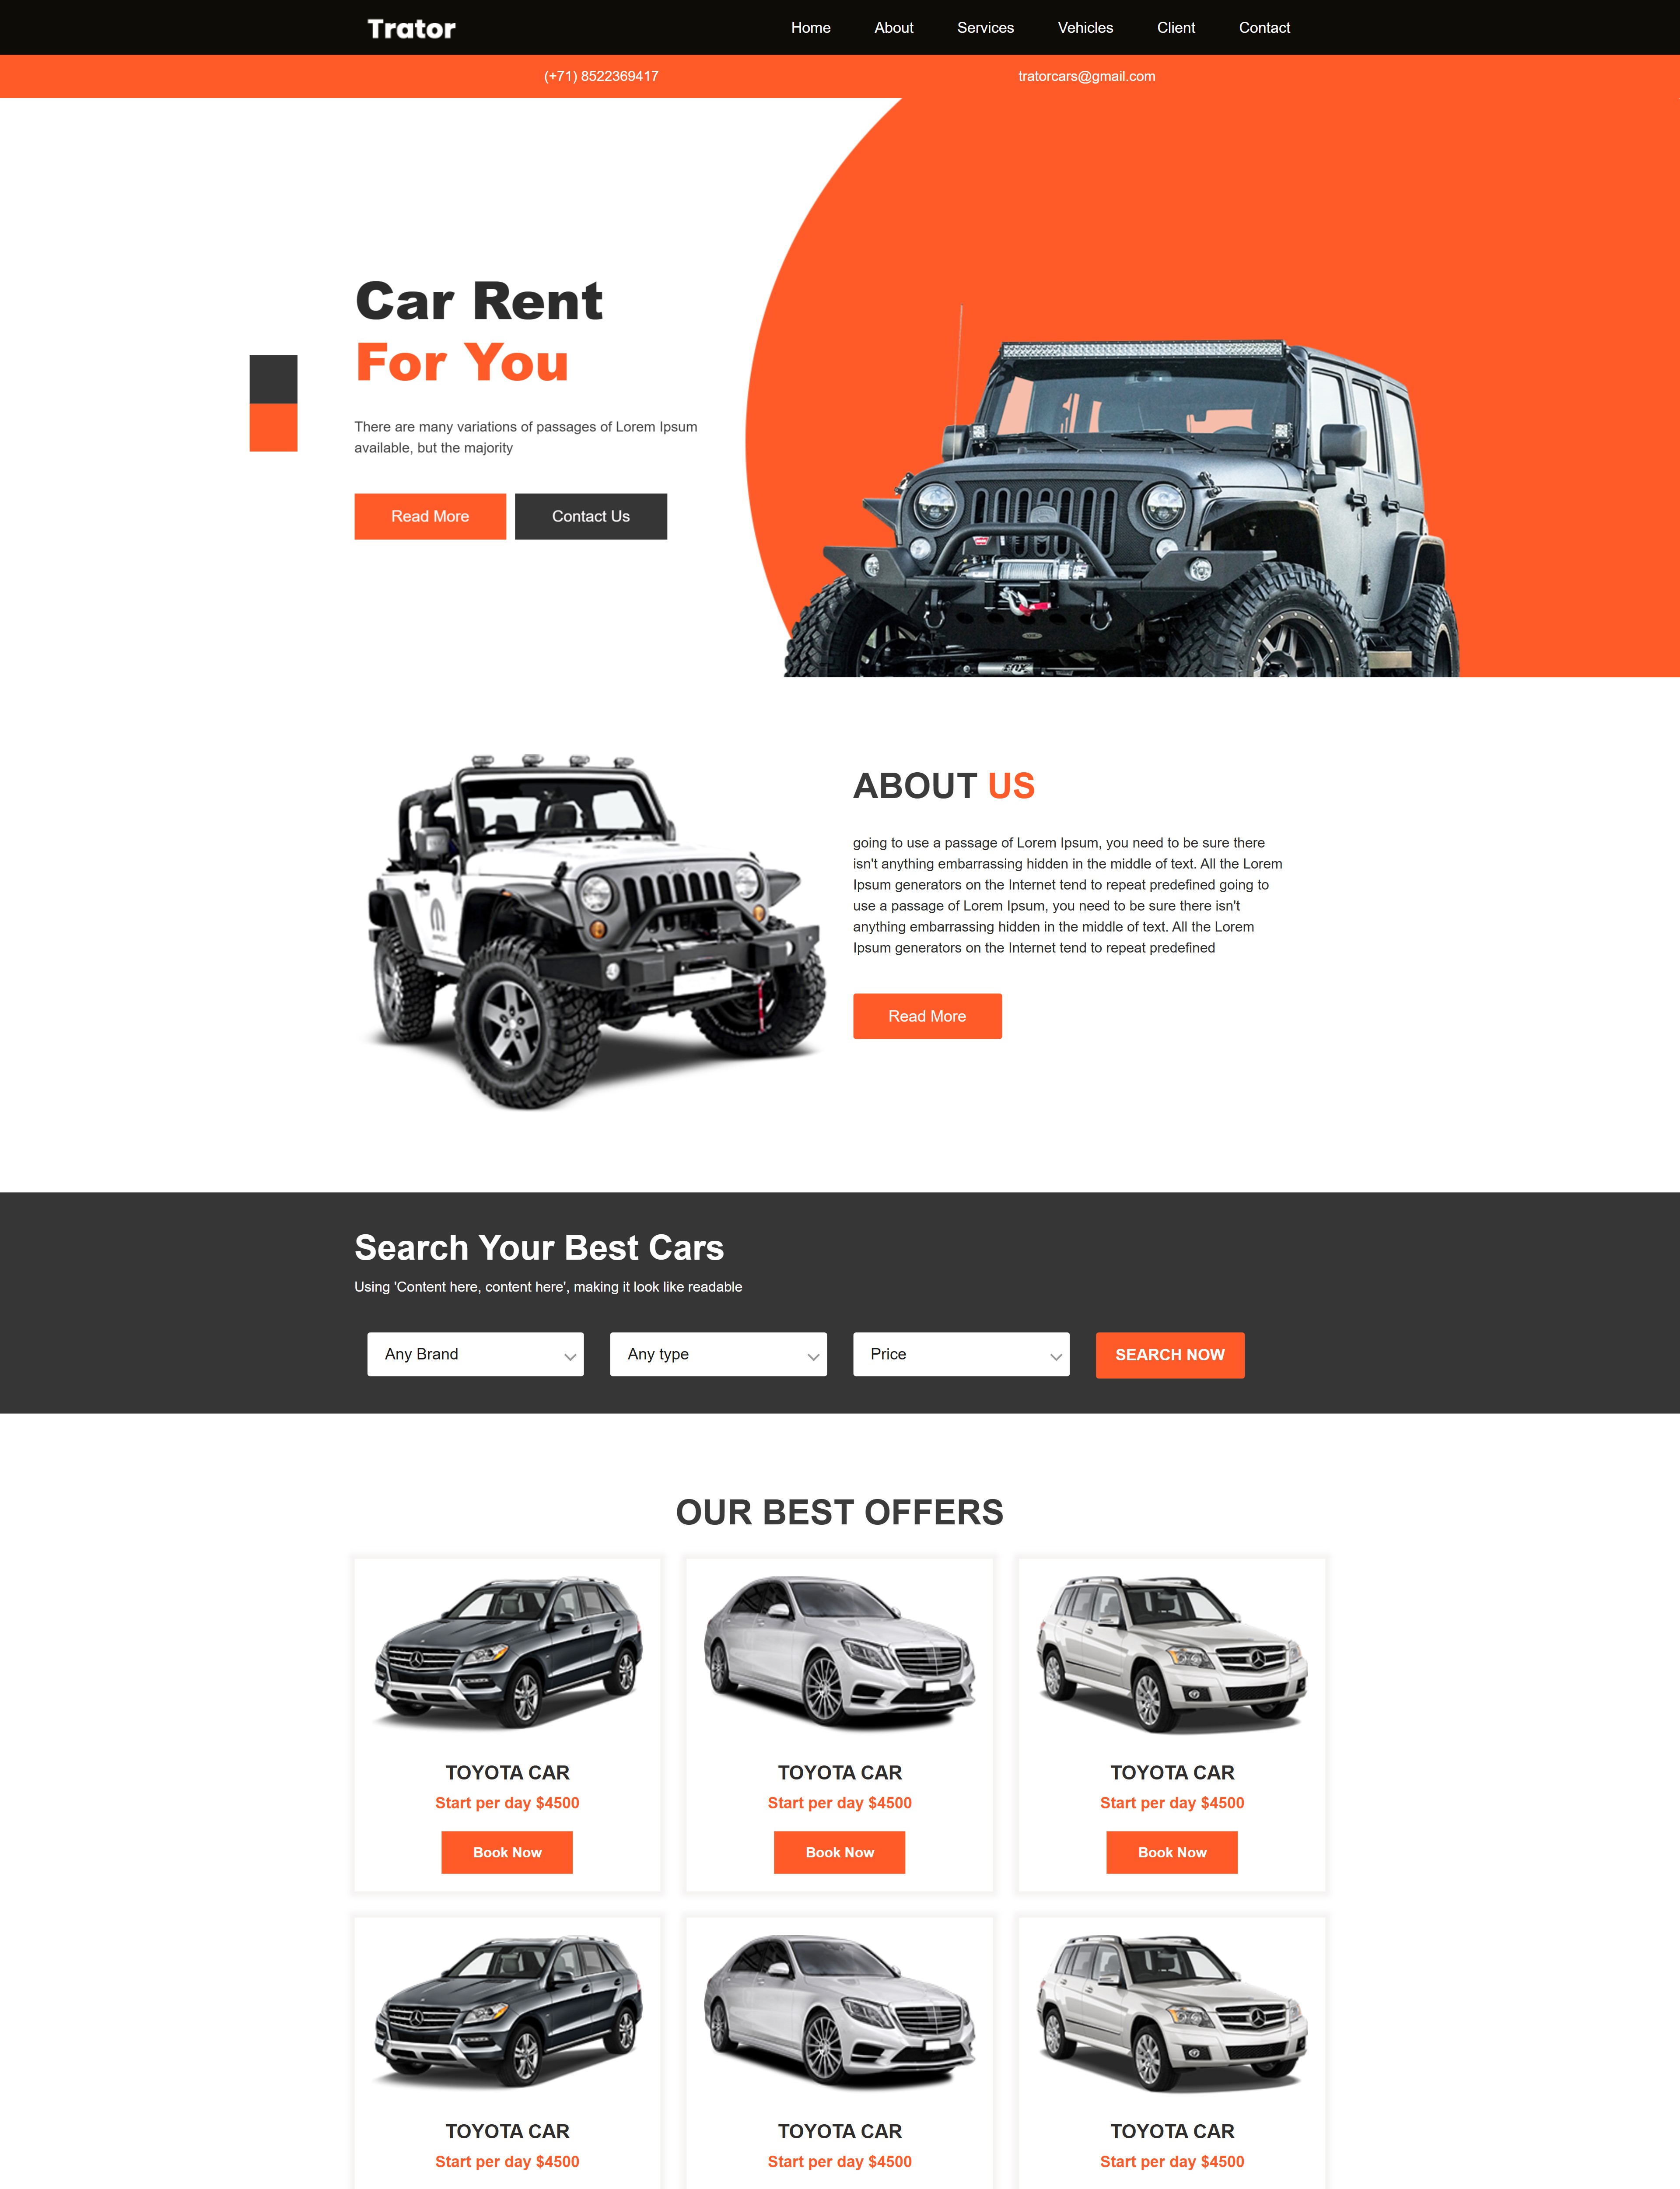 Trator
Home About Services Vehicles Client Contact
(+71) 8522369417 tratorcars@gmail.com
Car Rent
For You
There are many variations of passages of Lorem Ipsum
available, but the majority
Read More Contact Us
FOX
ABOUT US
going to use a passage of Lorem Ipsum, you need to be sure there
isn't anything embarrassing hidden in the middle of text. All the Lorem
Ipsum generators on the Internet tend to repeat predefined going to
use a passage of Lorem Ipsum, you need to be sure there isn't
anything embarrassing hidden in the middle of text. All the Lorem
Ipsum generators on the Internet tend to repeat predefined
Read More
Search Your Best Cars
Using 'Content here, content here', making it look like readable
Any Brand Any type Price SEARCH NOW
OUR BEST OFFERS
TOYOTA CAR TOYOTA CAR TOYOTA CAR
Start per day $4500 Start per day $4500 Start per day $4500
Book Now Book Now Book Now
TOYOTA CAR TOYOTA CAR TOYOTA CAR
Start per day $4500 Start per day $4500 Start per day $4500